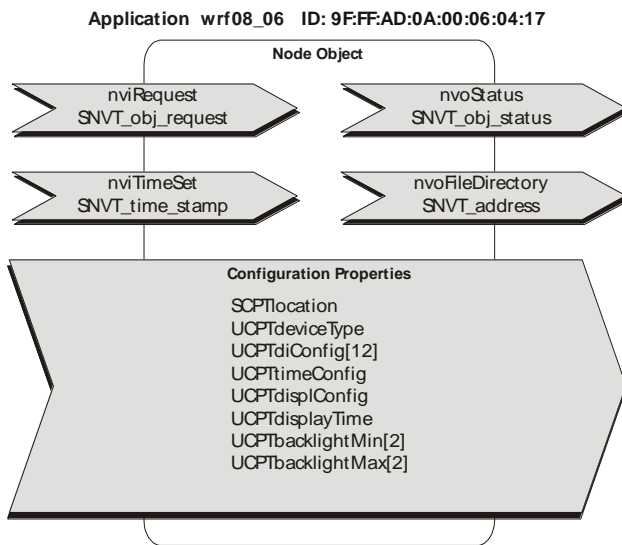 Application wrf08_06 ID: 9F:FF:AD:0A:00:06:04:17
Node Object
nviRequest
SNVT_obj_request
nvoStatus
SNVT_obj_status
nviTimeSet
SNVT_time_stamp
nvoFileDirectory
SNVT_address
Configuration Properties
SCPTlocation
UCPTdeviceType
UCPTdiConfig[12]
UCPTtimeConfig
UCPTdisplConfig
UCPTdisplayTime
UCPTbacklightMin[2]
UCPTbacklightMax[2]